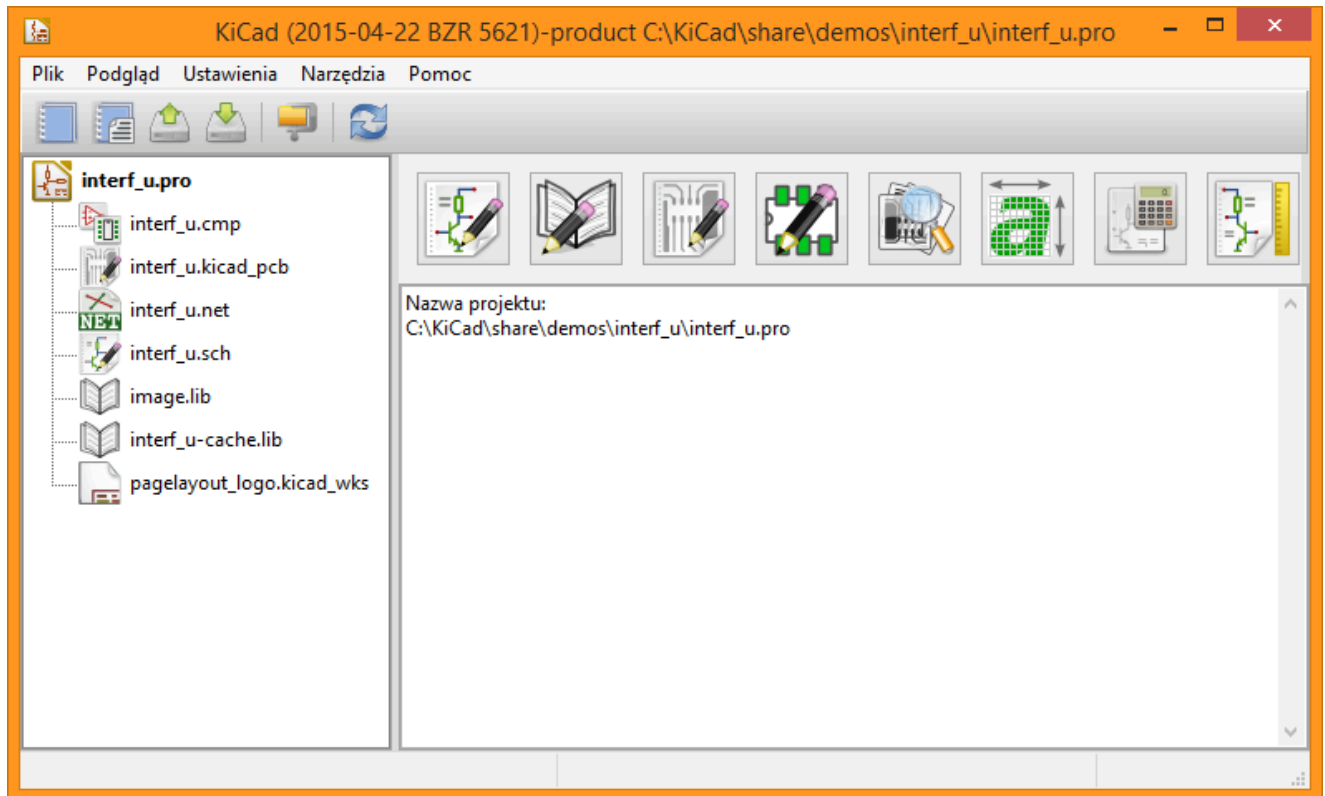 KiCad (2015-04-22 BZR 5621)-product C:\KiCad\share\demos\interf_u\interf_u.pro
Plik Podgląd Ustawienia Narzędzia Pomoc
interf_u.pro
interf_u.cmp
interf_u.kicad_pcb
NET interf_u.net
interf_u.sch
image.lib
interf_u-cache.lib
pagelayout_logo.kicad_wks
a
Nazwa projektu:
C:\KiCad\share\demos\interf_u\interf_u.pro